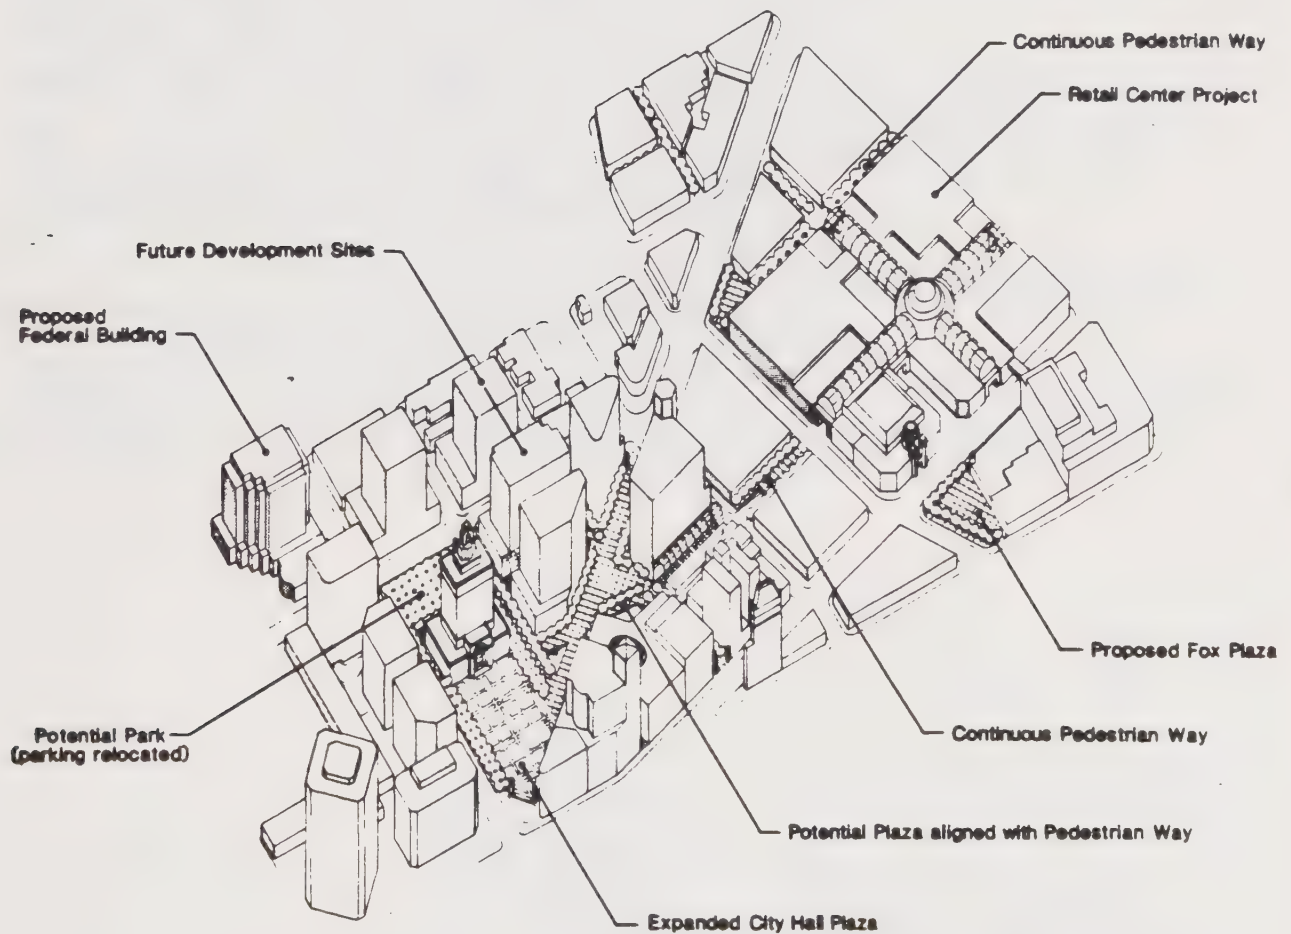 Continuous Pedestrian Way
Retail Center Project
Future Development Sites
Proposed
Federal Building
Proposed Fox Plaza
Potential Park
(parking relocated)
Continuous Pedestrian Way
Potential Plaza aligned with Pedestrian Way
Expanded City Hall Plaza